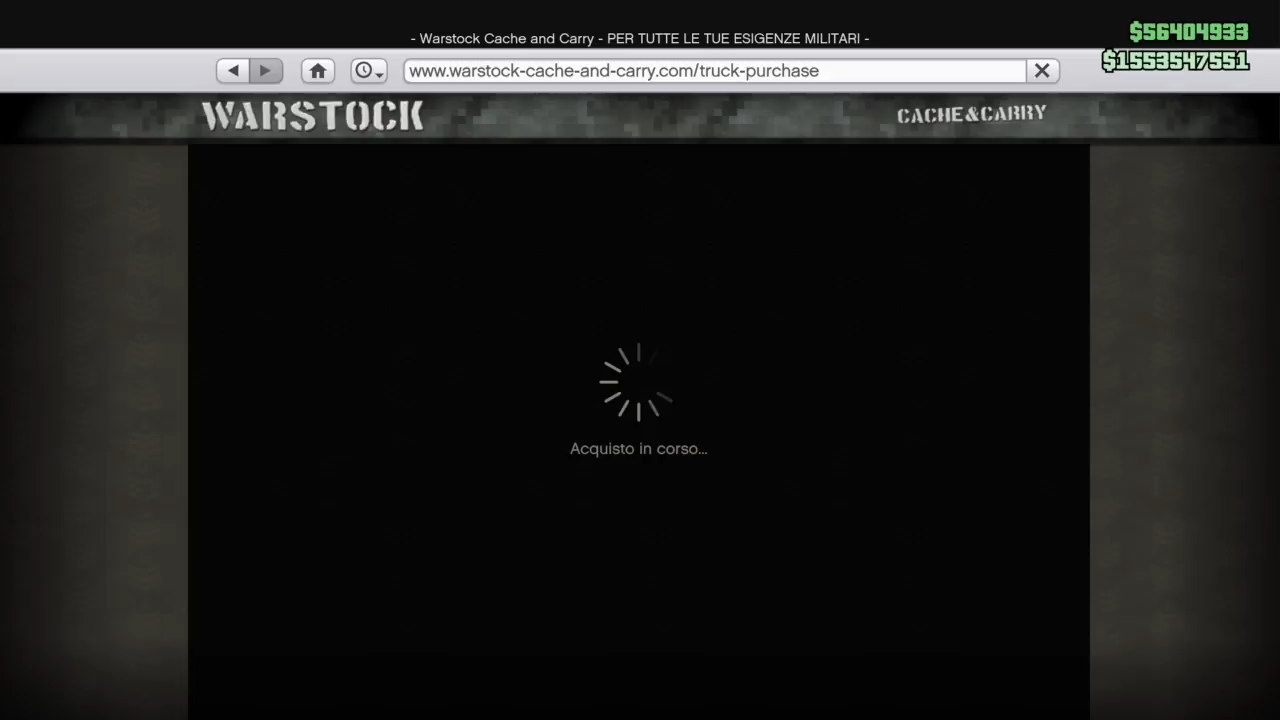 - Warstock Cache and Carry - PER TUTTE LE TUE ESIGENZE MILITARI -
$56404933
$1553547551
www.warstock-cache-and-carry.com/truck-purchase
WARSTOCK
CACHE&CARRY
Acquisto in corso...